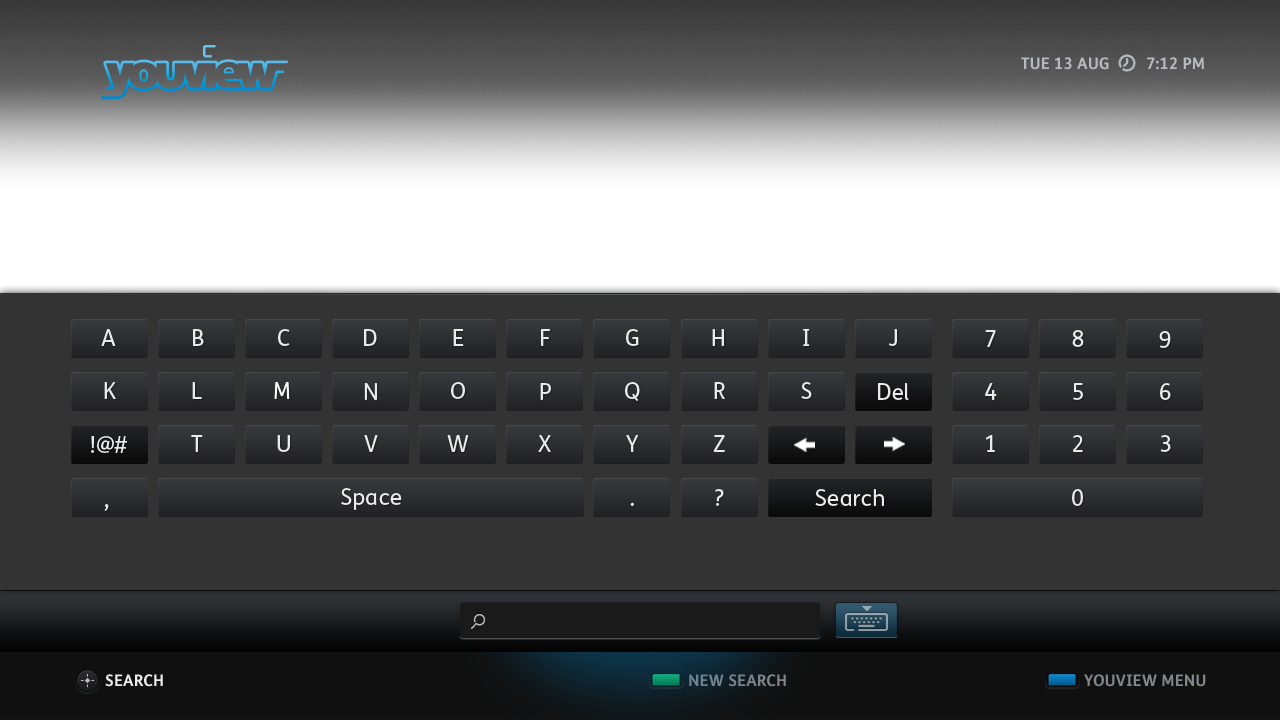 youview
TUE 13 AUG 7:12 PM
A B C D E F G H I J 7 8 9
K L M N O P Q R S Del 4 5 6
!@# T U V W X Y Z 1 2 3
, Space . ? Search 0
SEARCH NEW SEARCH YOUVIEW MENU